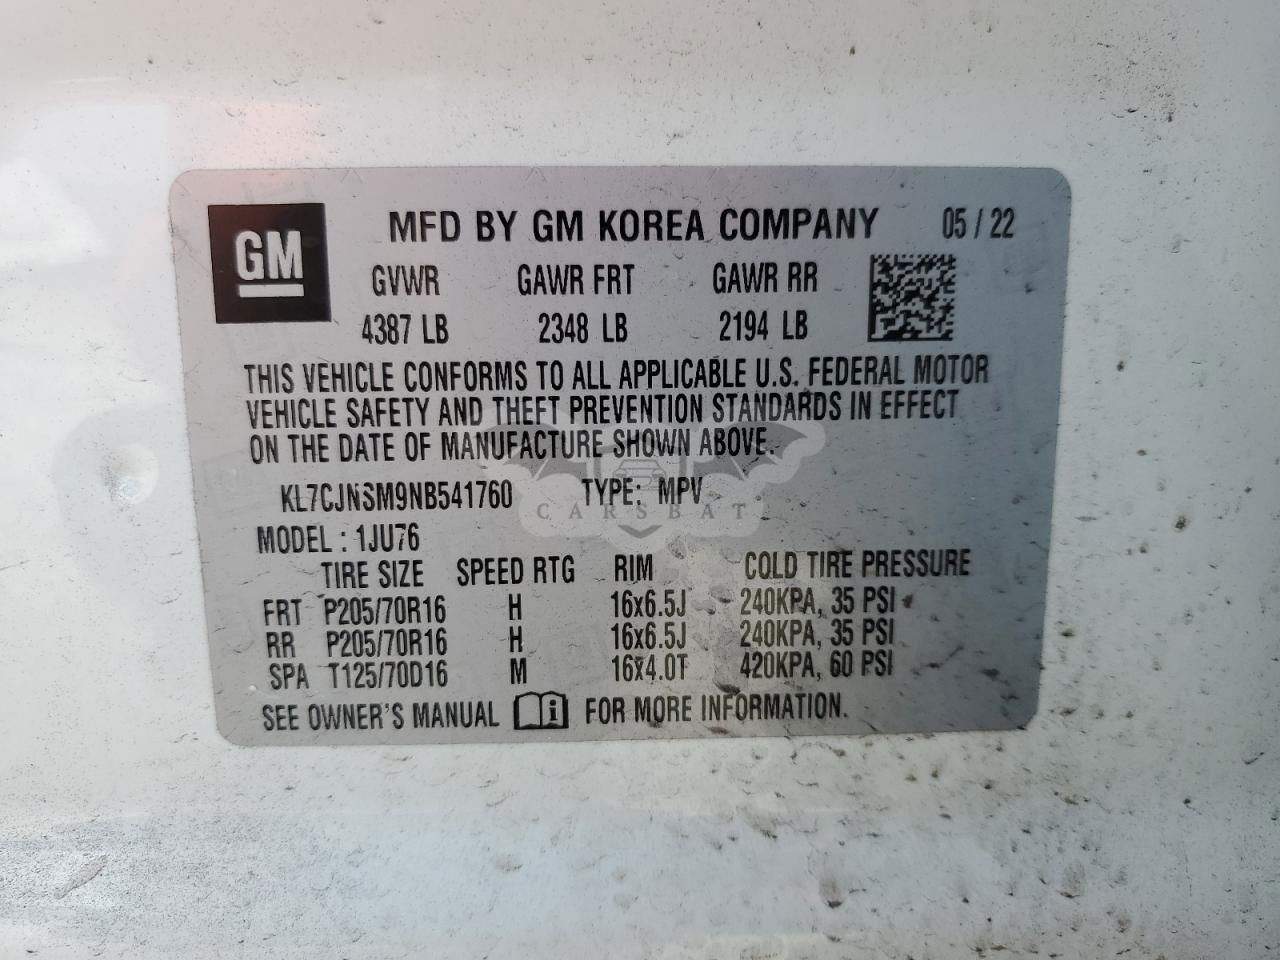 GM
MFD BY GM KOREA COMPANY 05 / 22
GVWR GAWR FRT GAWR RR
4387 LB 2348 LB 2194 LB
THIS VEHICLE CONFORMS TO ALL APPLICABLE U.S. FEDERAL MOTOR
VEHICLE SAFETY AND THEFT PREVENTION STANDARDS IN EFFECT
ON THE DATE OF MANUFACTURE SHOWN ABOVE.
KL7CJNSM9NB541760 TYPE: MPV
CARSBAT
MODEL : 1JU76
TIRE SIZE SPEED RTG RIM COLD TIRE PRESSURE
FRT P205/70R16 H 16x6.5J 240KPA, 35 PSI
RR P205/70R16 H 16x6.5J 240KPA, 35 PSI
SPA T125/70D16 M 16x4.0T 420KPA, 60 PSI
SEE OWNER'S MANUAL i FOR MORE INFORMATION.